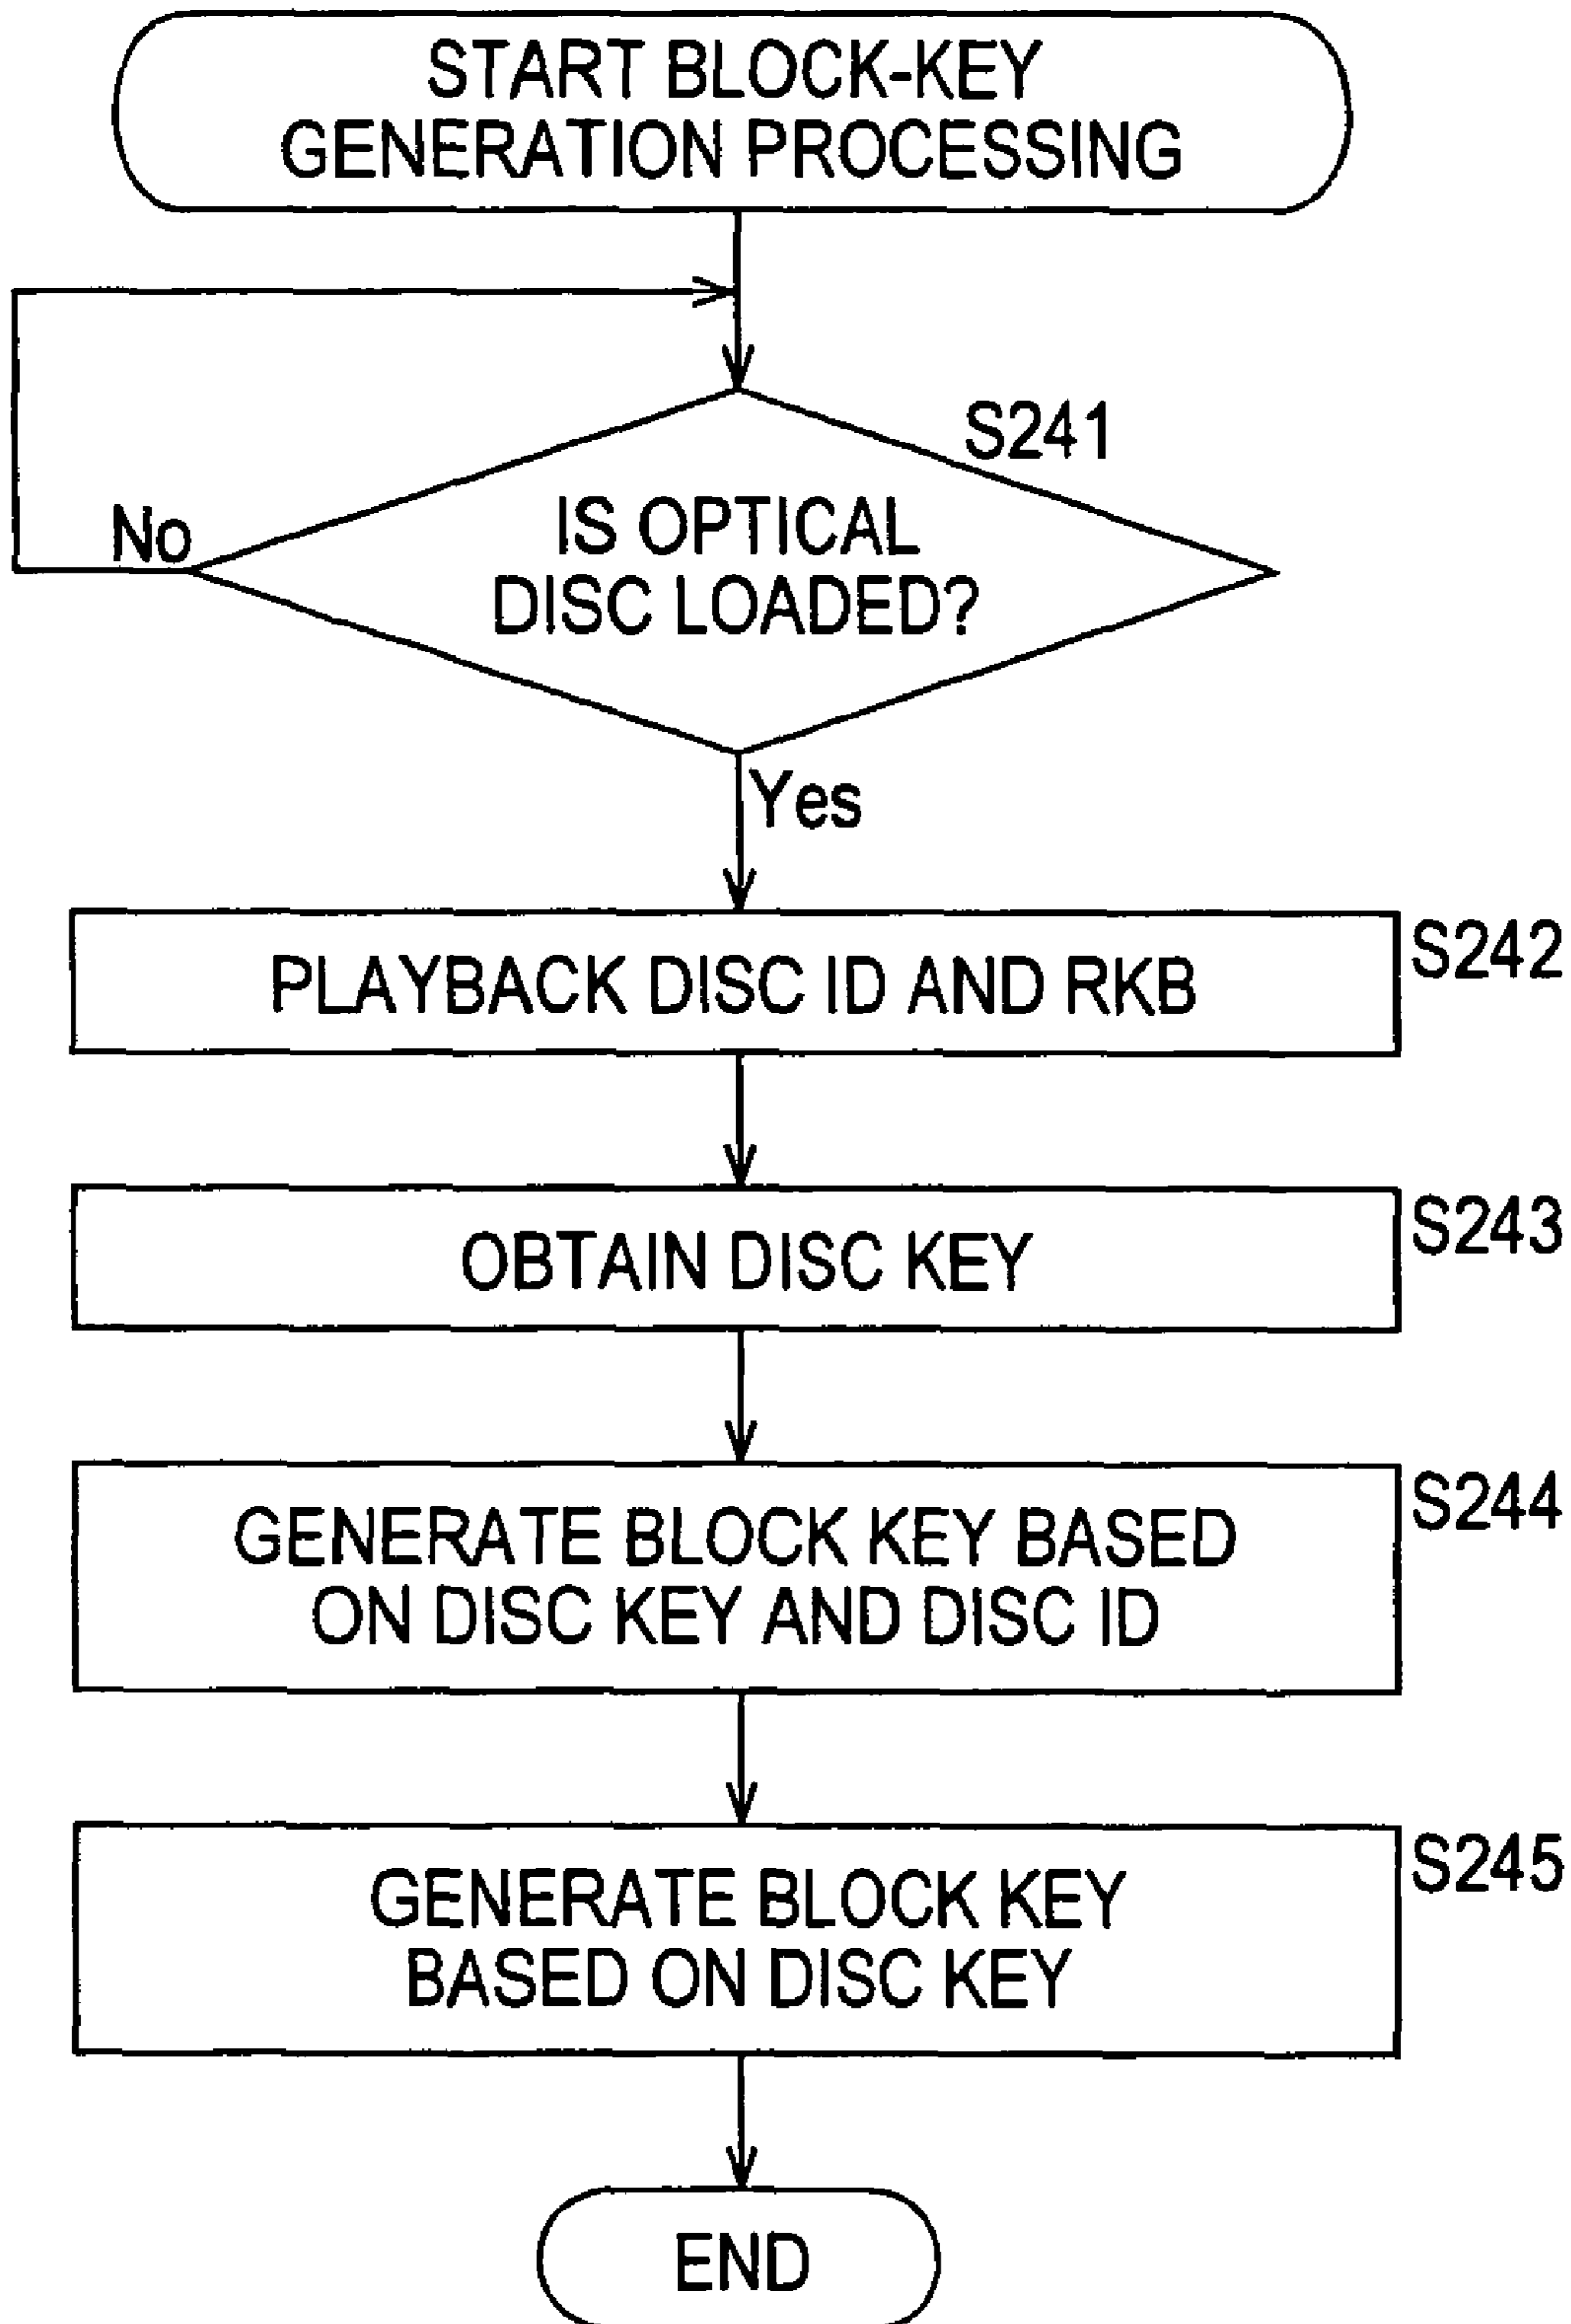 START BLOCK-KEY
GENERATION PROCESSING
S241
IS OPTICAL
DISC LOADED?
No
Yes
PLAYBACK DISC ID AND RKB
S242
OBTAIN DISC KEY
S243
GENERATE BLOCK KEY BASED
ON DISC KEY AND DISC ID
S244
GENERATE BLOCK KEY
BASED ON DISC KEY
S245
END